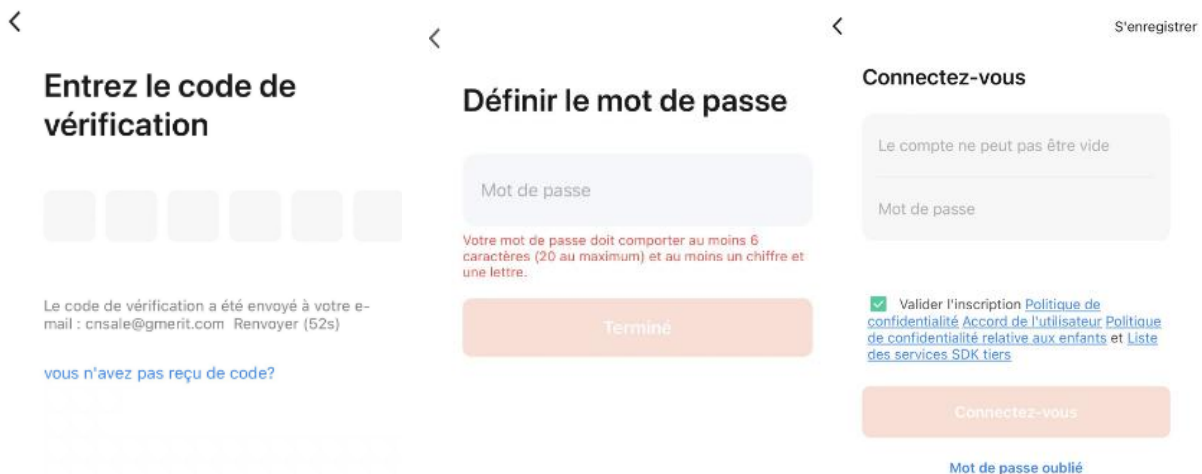 Entrez le code de
vérification
Le code de vérification a été envoyé à votre e-
mail : cnsale@gmerit.com Renvoyer (52s)
vous n'avez pas reçu de code?
Définir le mot de passe
Mot de passe
Votre mot de passe doit comporter au moins 6
caractères (20 au maximum) et au moins un chiffre et
une lettre.
Terminé
S'enregistrer
Connectez-vous
Le compte ne peut pas être vide
Mot de passe
Valider l'inscription Politique de
confidentialité Accord de l'utilisateur Politique
de confidentialité relative aux enfants et Liste
des services SDK tiers
Connectez-vous
Mot de passe oublié